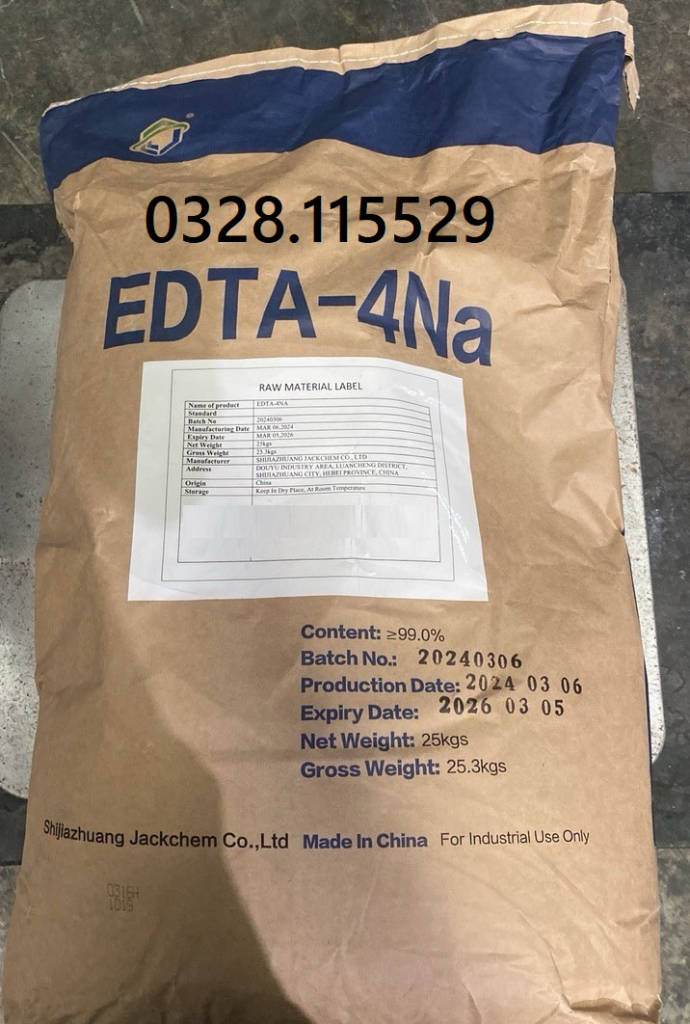 0328.115529
EDTA-4Na
RAW MATERIAL LABEL
Name of product EDTA-4NA
Standard
Batch No 20240306
Manufacturing Date MAR 06,2024
Expiry Date MAR 05,2026
Net Weight 25kgs
Gross Weight 25.3kgs
Manufacturer SHIJIAZHUANG JACKCHEM CO., LTD
Address DOUYU INDUSTRY AREA, LUANCHENG DISTRICT,
SHIJIAZHUANG CITY, HEBEI PROVINCE, CHINA
Origin China
Storage Keep In Dry Place, At Room Temperature
Content: ≥99.0%
Batch No.: 20240306
Production Date: 2024 03 06
Expiry Date: 2026 03 05
Net Weight: 25kgs
Gross Weight: 25.3kgs
Shijiazhuang Jackchem Co.,Ltd Made In China For Industrial Use Only